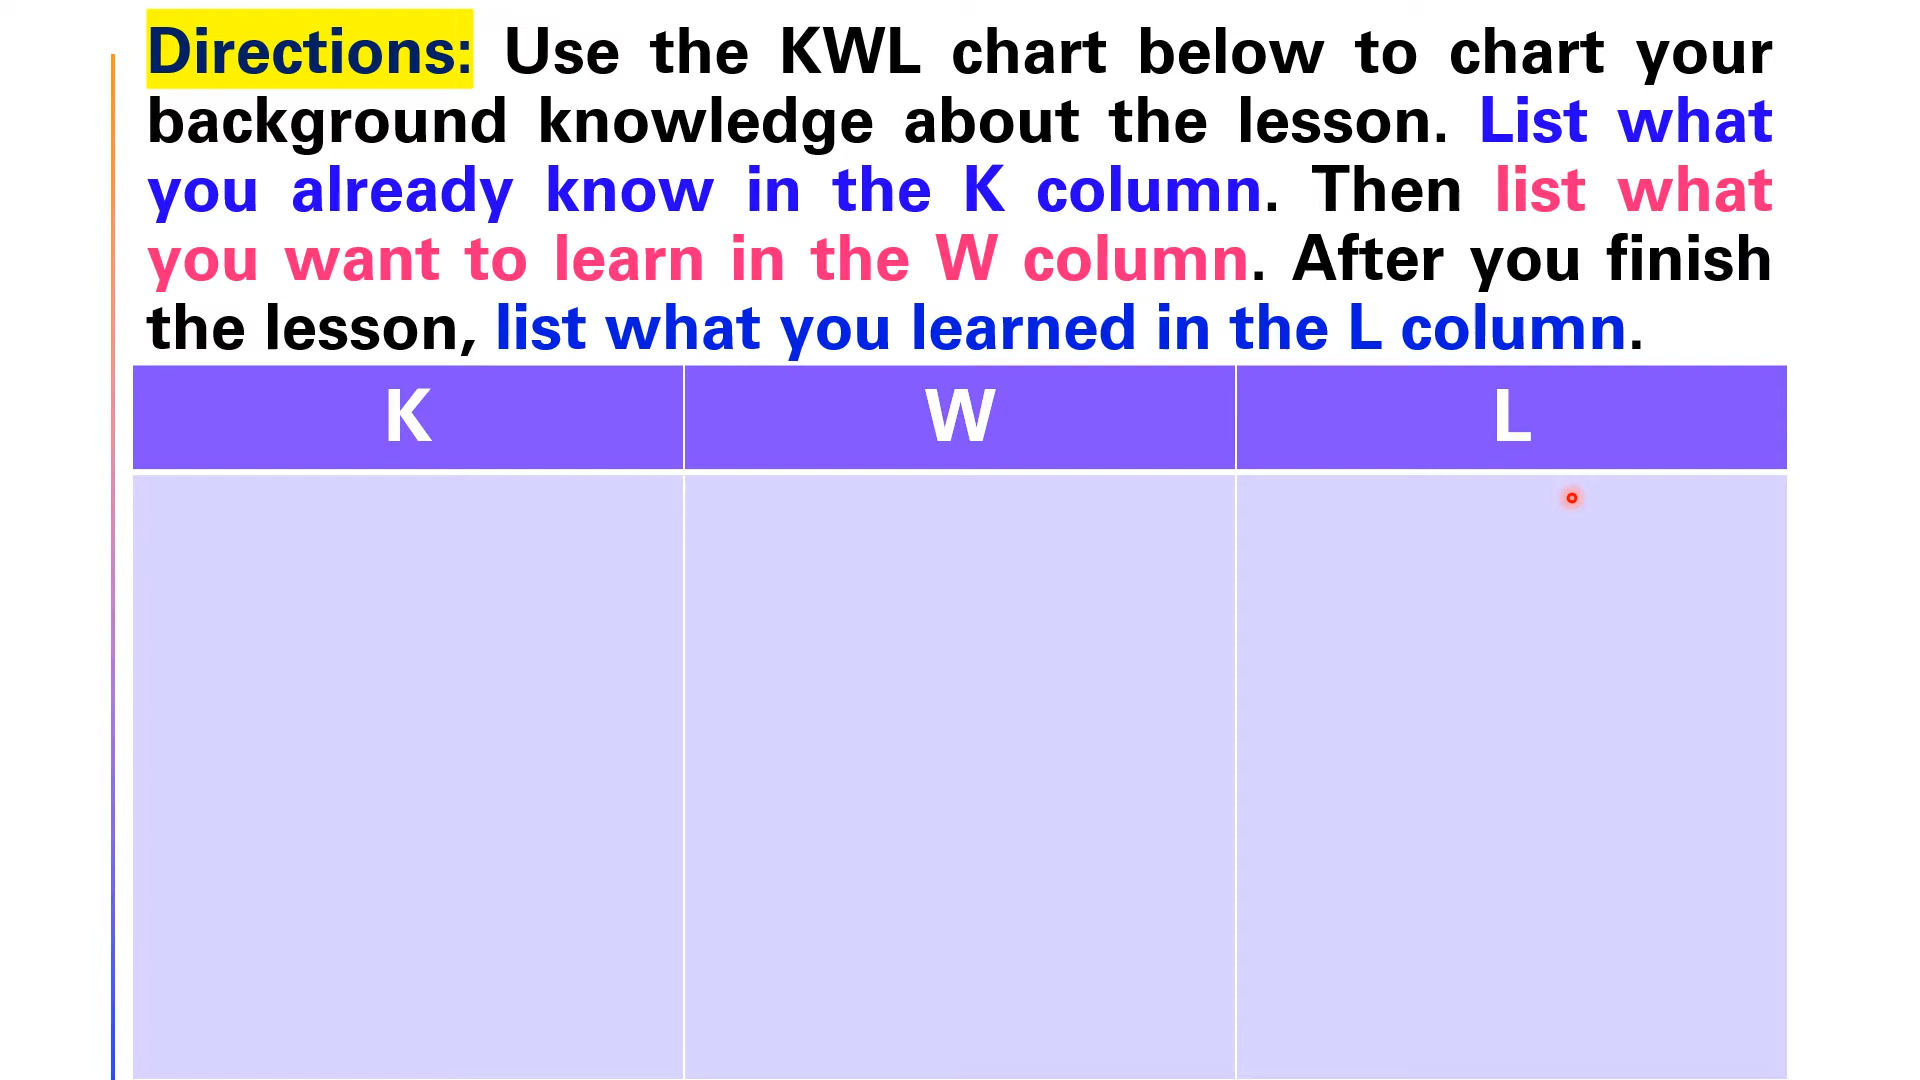 Directions: Use the KWL chart below to chart your
background knowledge about the lesson. List what
you already know in the K column. Then list what
you want to learn in the W column. After you finish
the lesson, list what you learned in the L column.
K W L